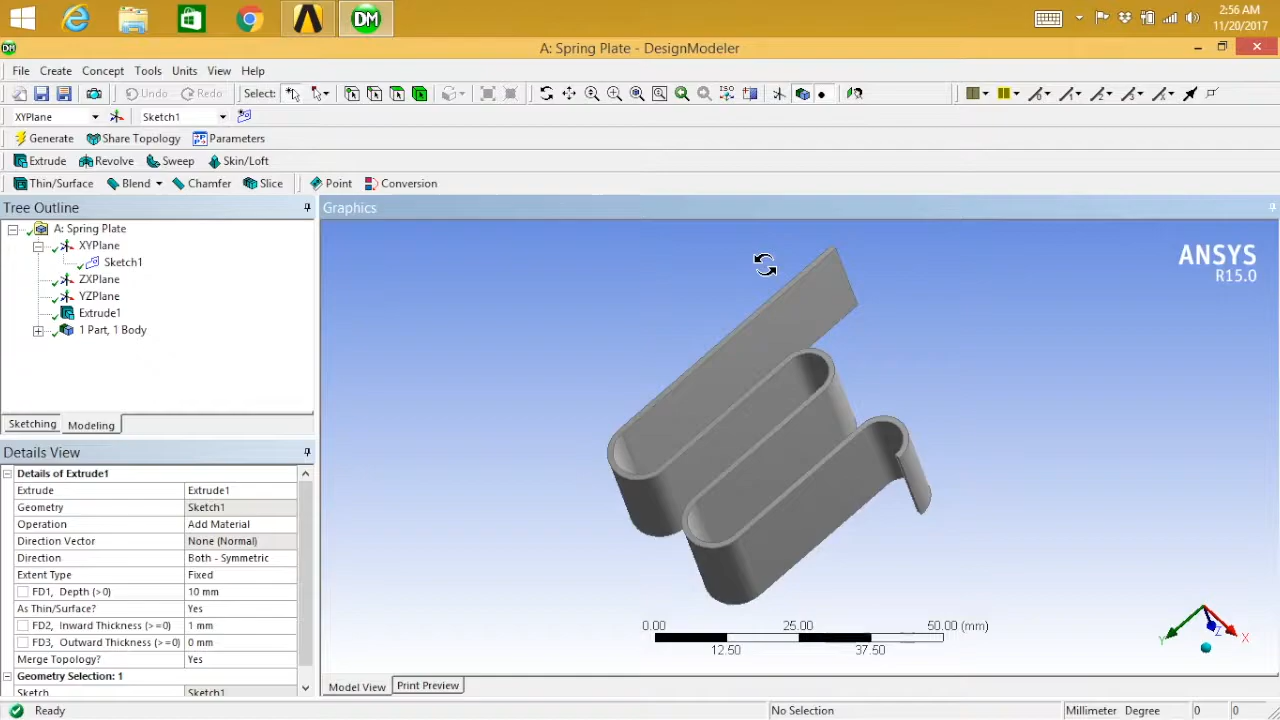 2:56 AM
11/20/2017
DM
DM
A: Spring Plate - DesignModeler
File Create Concept Tools Units View Help
Undo Redo Select:
ISO
XYPlane Sketch1
Generate Share Topology Parameters
Extrude Revolve Sweep Skin/Loft
Thin/Surface Blend Chamfer Slice Point Conversion
Tree Outline
A: Spring Plate
XYPlane
Sketch1
ZXPlane
YZPlane
Extrude1
1 Part, 1 Body
Sketching Modeling
Details View
Details of Extrude1
Extrude Extrude1
Geometry Sketch1
Operation Add Material
Direction Vector None (Normal)
Direction Both - Symmetric
Extent Type Fixed
FD1, Depth (>0) 10 mm
As Thin/Surface? Yes
FD2, Inward Thickness (>=0) 1 mm
FD3, Outward Thickness (>=0) 0 mm
Merge Topology? Yes
Geometry Selection: 1
Sketch Sketch1
Graphics
ANSYS
R15.0
0.00 25.00 50.00 (mm)
12.50 37.50
Y Z X
Model View Print Preview
Ready No Selection Millimeter Degree 0 0